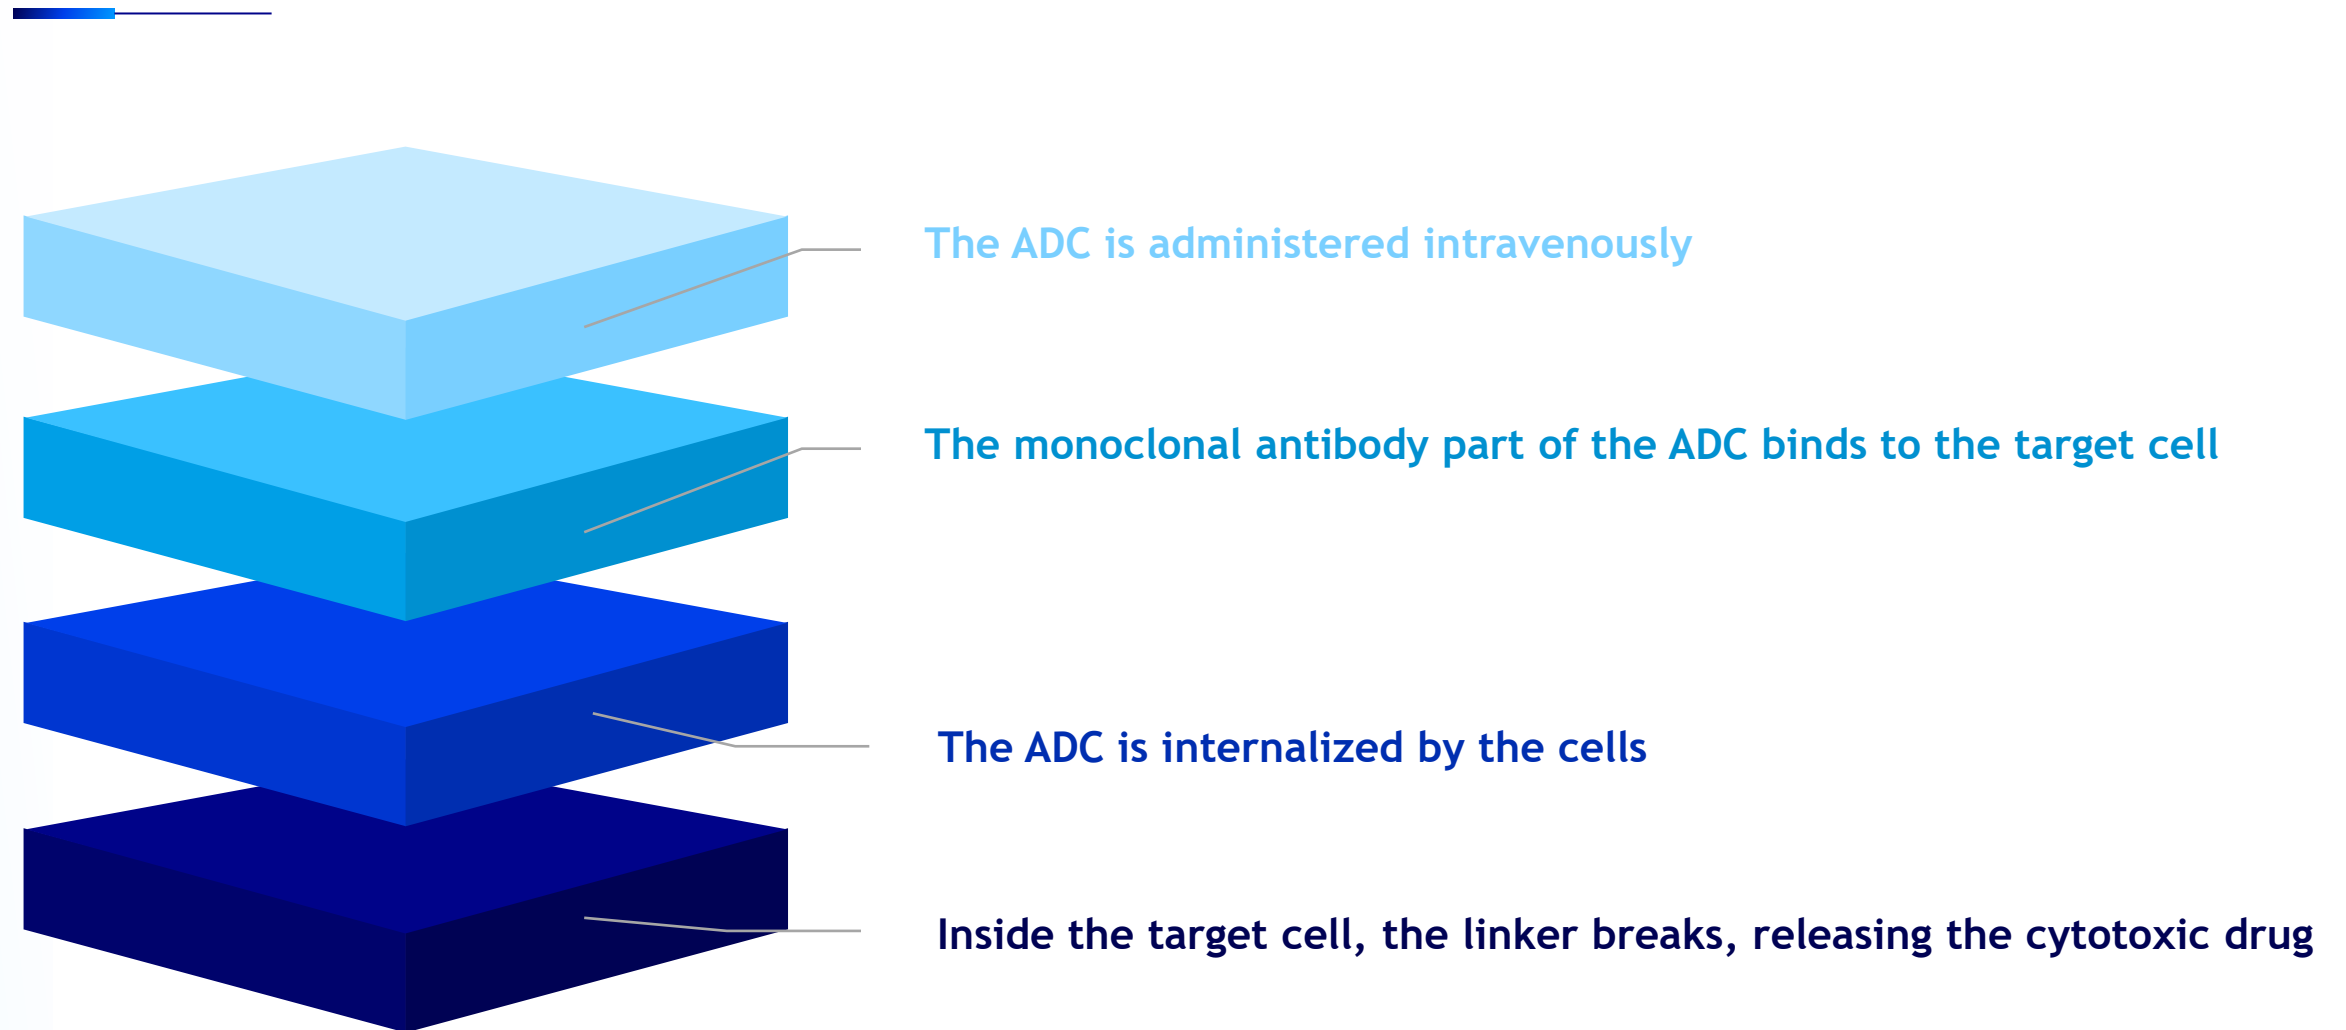 The ADC is administered intravenously
The monoclonal antibody part of the ADC binds to the target cell
The ADC is internalized by the cells
Inside the target cell, the linker breaks, releasing the cytotoxic drug